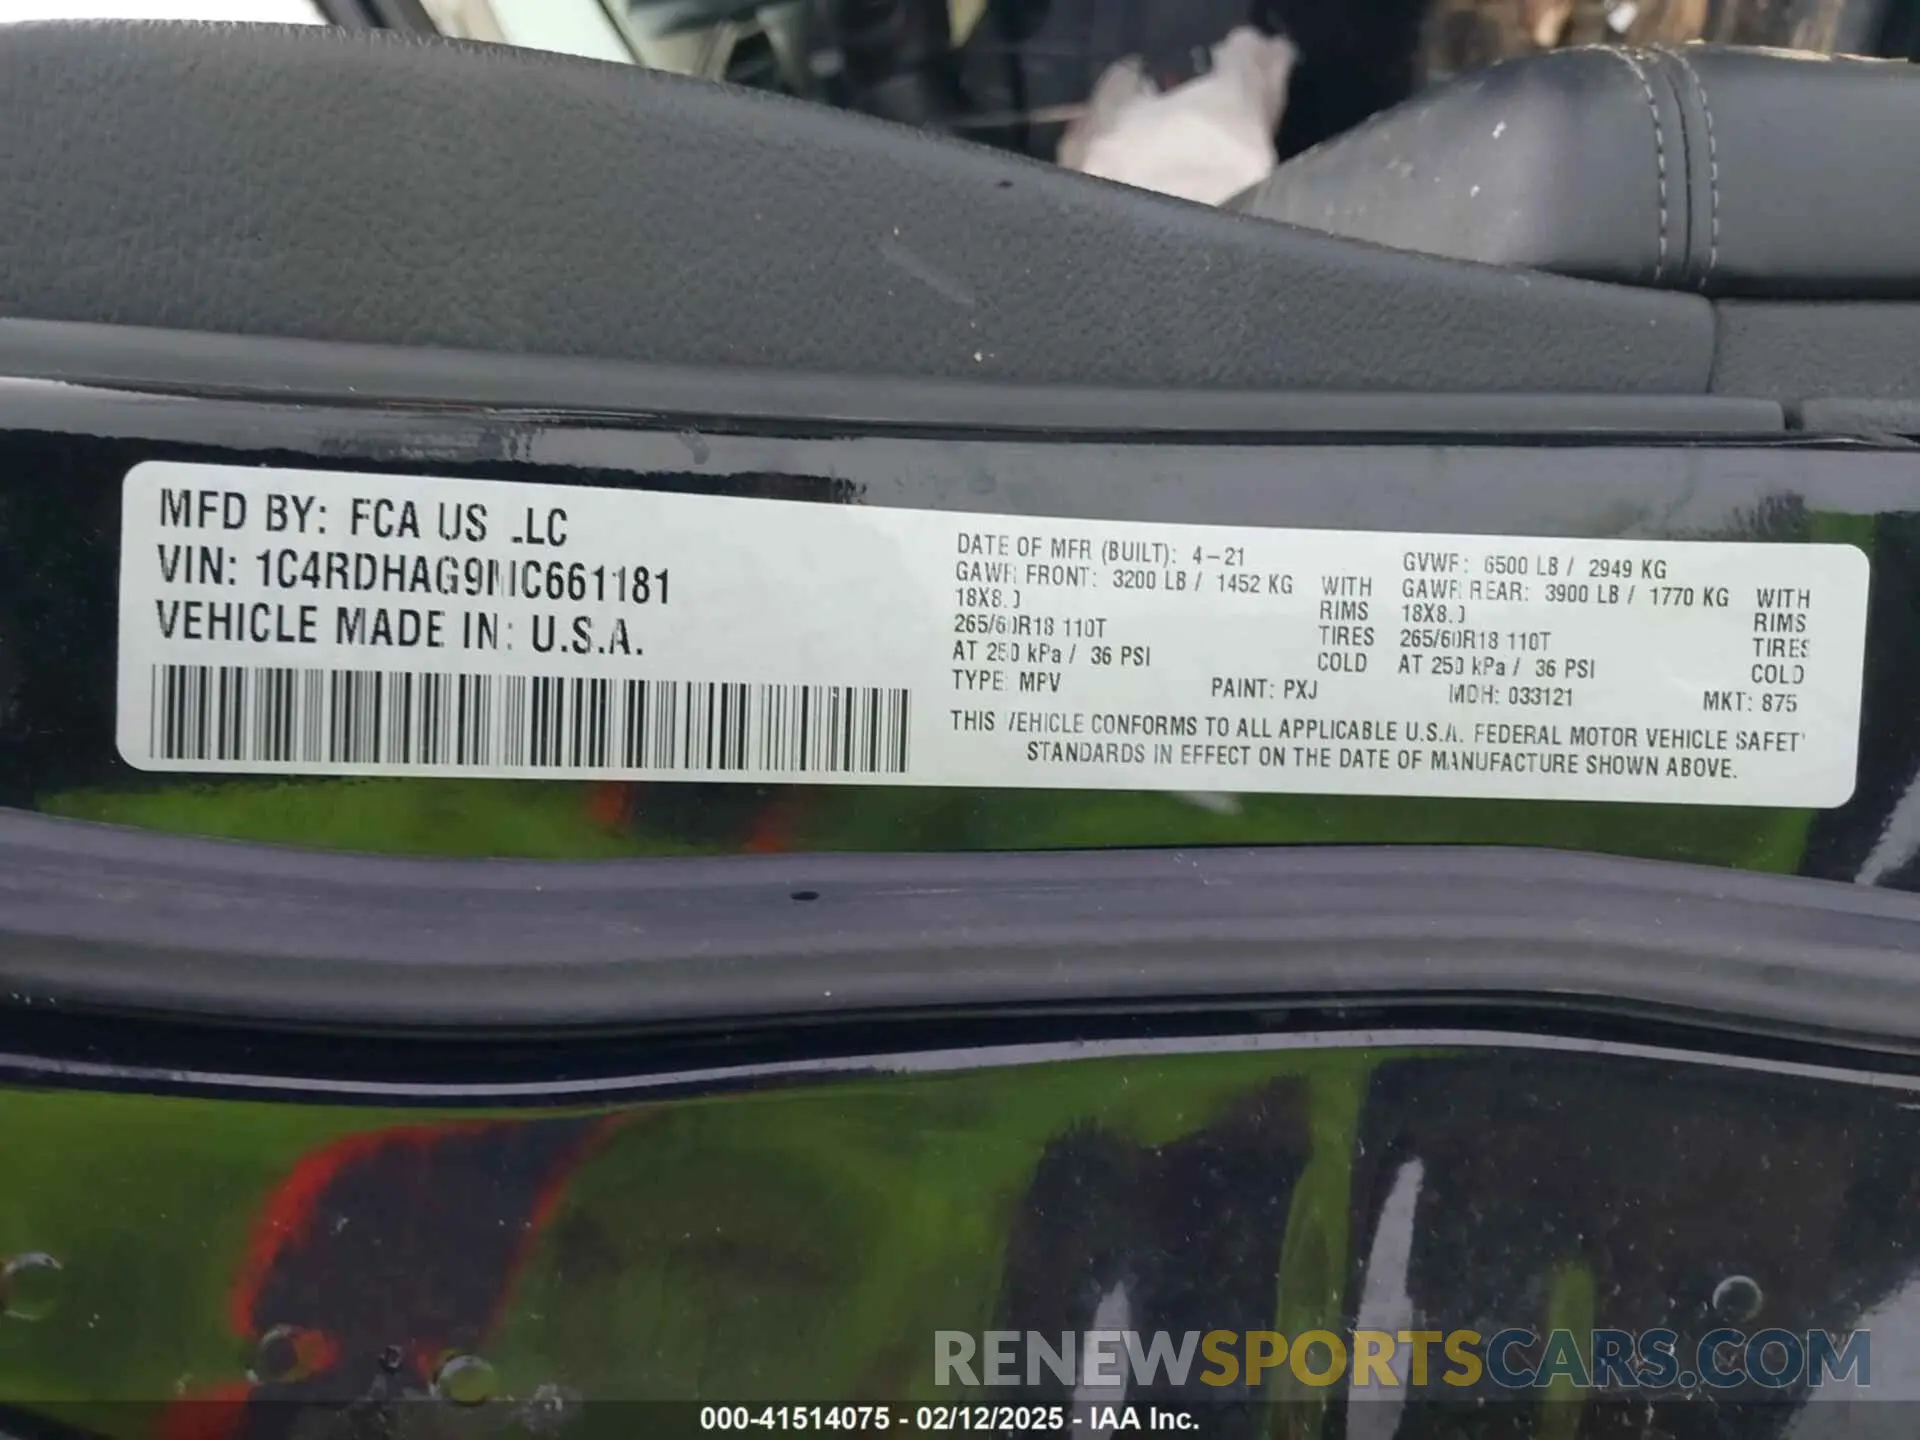 MFD BY: FCA US LLC
VIN: 1C4RDHAG9MC661181
VEHICLE MADE IN: U.S.A.
DATE OF MFR (BUILT): 4-21
GAWR FRONT: 3200 LB / 1452 KG WITH
18X8.0 RIMS
265/60R18 110T TIRES
AT 250 kPa / 36 PSI COLD
GVWR: 6500 LB / 2949 KG
GAWR REAR: 3900 LB / 1770 KG WITH
18X8.0 RIMS
265/60R18 110T TIRES
AT 250 kPa / 36 PSI COLD
TYPE: MPV PAINT: PXJ MDH: 033121 MKT: 875
THIS VEHICLE CONFORMS TO ALL APPLICABLE U.S.A. FEDERAL MOTOR VEHICLE SAFETY
STANDARDS IN EFFECT ON THE DATE OF MANUFACTURE SHOWN ABOVE.
RENEWSPORTSCARS.COM
000-41514075 - 02/12/2025 - IAA Inc.